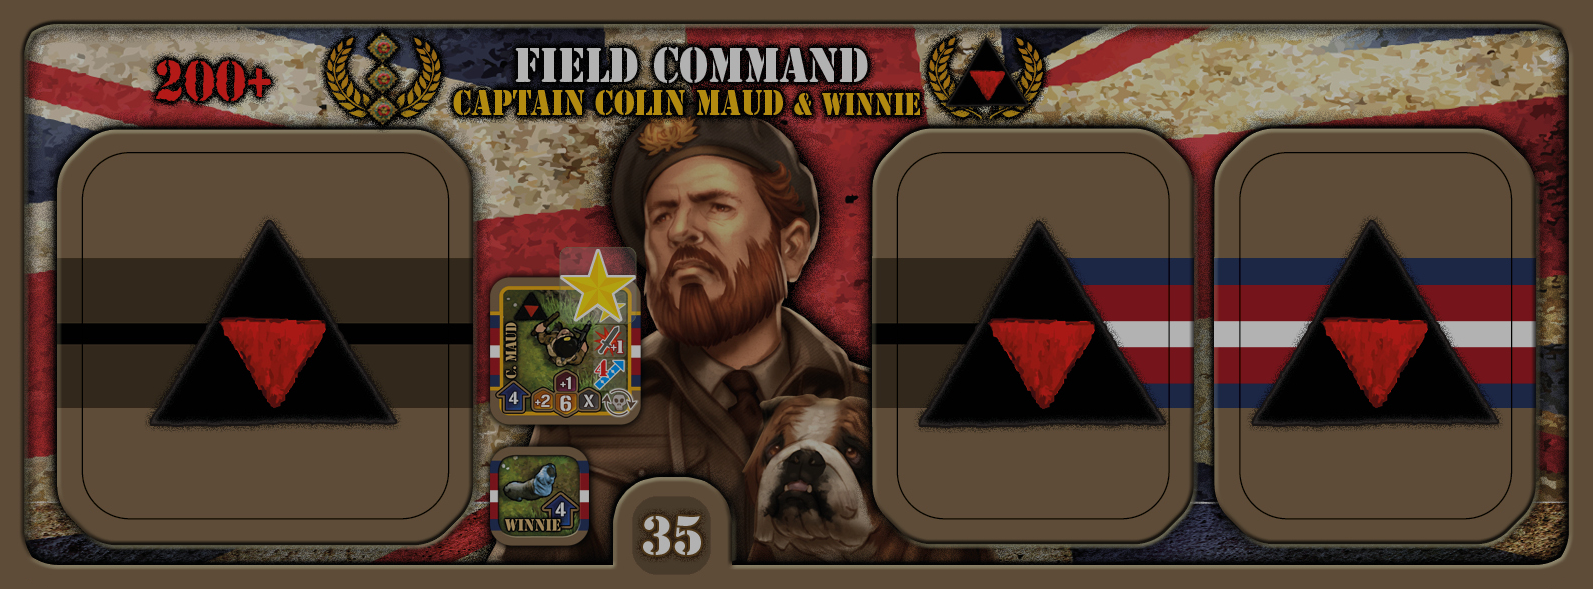 200+
FIELD COMMAND
CAPTAIN COLIN MAUD & WINNIE
C. MAUD
+1
4
+1
4
+2
6
X
4
WINNIE
35